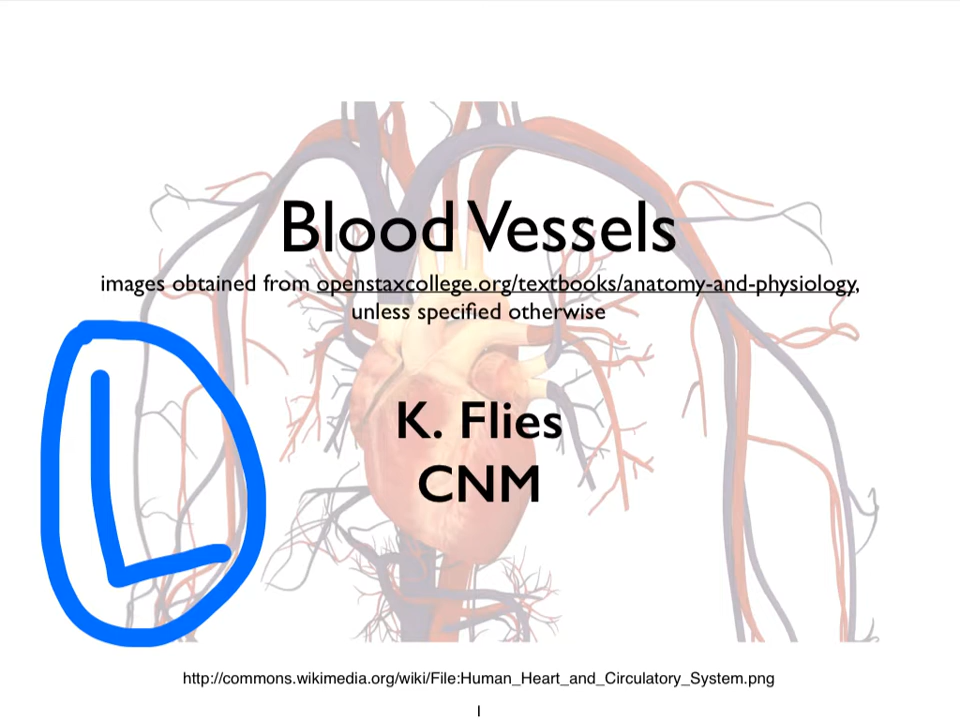 Blood Vessels
images obtained from openstaxcollege.org/textbooks/anatomy-and-physiology,
unless specified otherwise
L
K. Flies
CNM
http://commons.wikimedia.org/wiki/File:Human_Heart_and_Circulatory_System.png
1